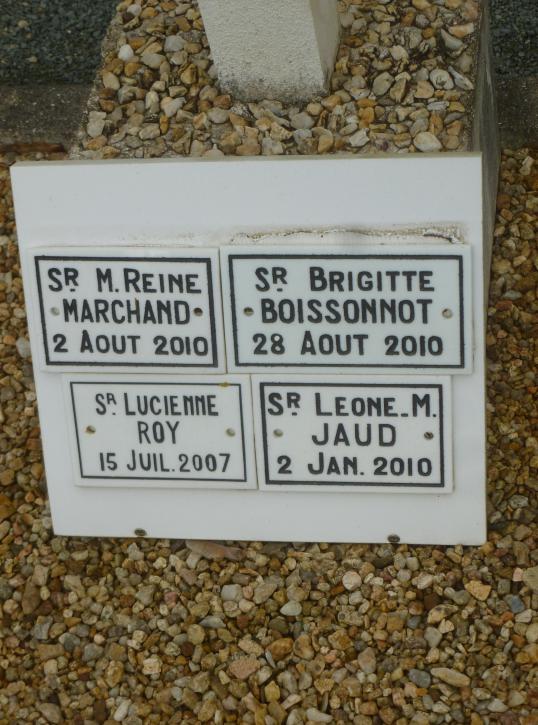 SR M. REINE
MARCHAND
2 AOUT 2010
SR BRIGITTE
BOISSONNOT
28 AOUT 2010
SR LUCIENNE
ROY
15 JUIL. 2007
SR LEONE-M.
JAUD
2 JAN. 2010